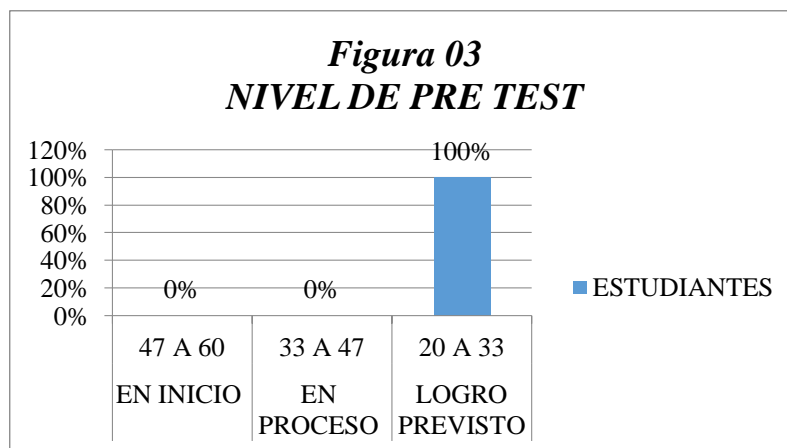 Figura 03
NIVEL DE PRE TEST
120%
100%
80%
60%
40%
20%
0%
0%
0%
100%
47 A 60
33 A 47
20 A 33
EN INICIO
EN
PROCESO
LOGRO
PREVISTO
ESTUDIANTES